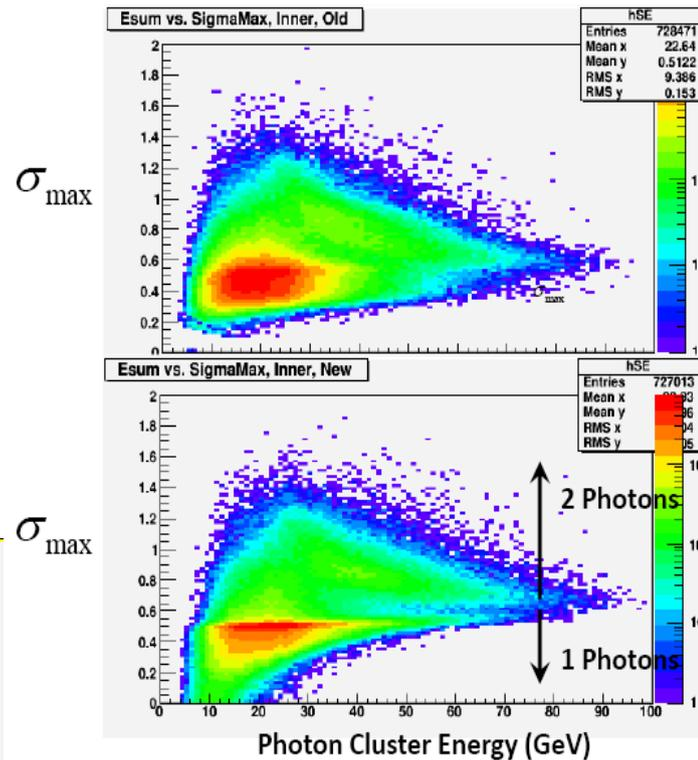 Esum vs. SigmaMax, Inner, Old
hSE
Entries 728471
Mean x 22.64
Mean y 0.5122
RMS x 9.386
RMS y 0.153
2
1.8
1.6
1.4
1.2
1
0.8
0.6
0.4
0.2
0
σmax
σmax
1
1
1
Esum vs. SigmaMax, Inner, New
hSE
Entries 727013
Mean x
Mean y
RMS x
RMS y
2
1.8
1.6
1.4
1.2
1
0.8
0.6
0.4
0.2
0
σmax
2 Photons
1 Photons
0 10 20 30 40 50 60 70 80 90 100
Photon Cluster Energy (GeV)